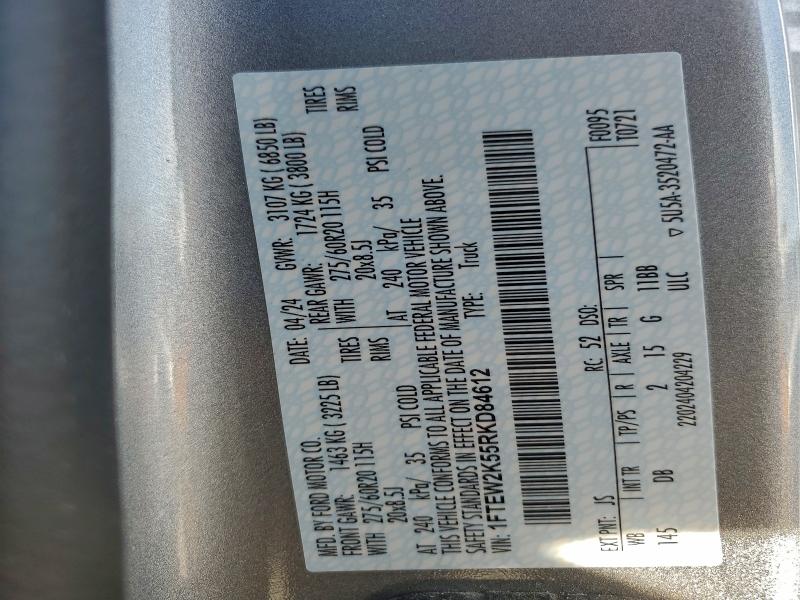 MFD. BY FORD MOTOR CO.
DATE: 04/24 GVWR: 3107 KG ( 6850 LB)
FRONT GAWR: 1463 KG ( 3225 LB) REAR GAWR: 1724 KG ( 3800 LB)
WITH 275/60R20 115H TIRES WITH 275/60R20 115H TIRES
20x8.5J RIMS 20x8.5J RIMS
AT 240 kPa/ 35 PSI COLD AT 240 kPa/ 35 PSI COLD
THIS VEHICLE CONFORMS TO ALL APPLICABLE FEDERAL MOTOR VEHICLE
SAFETY STANDARDS IN EFFECT ON THE DATE OF MANUFACTURE SHOWN ABOVE.
VIN: 1FTEW2K55RKD84612 TYPE: Truck
F0095
T0721
EXT PNT: JS RC: 52 DSO:
WB INT TR TP/PS R AXLE TR SPR
145 DB 2 15 G 11BB
2202404204229 ULC ▽ 5U5A-3520472-AA